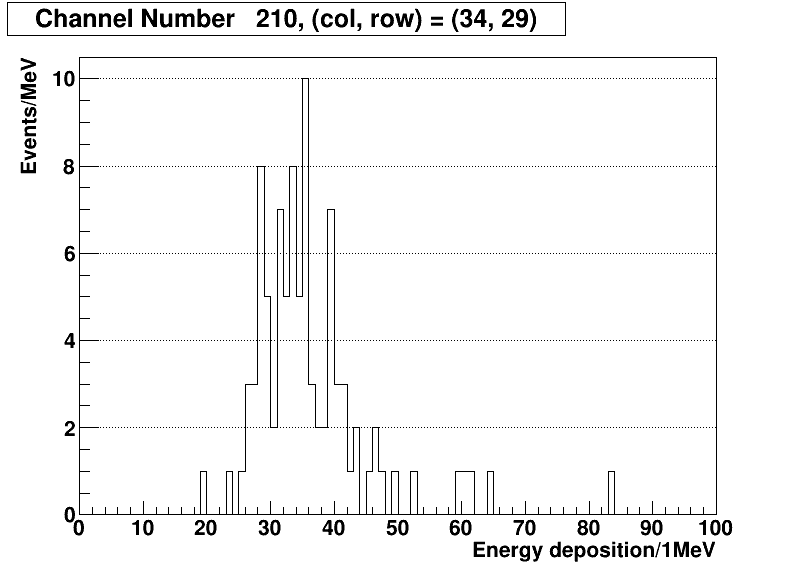 Channel Number 210, (col, row) = (34, 29)
Events/MeV
10
8
6
4
2
0
0 10 20 30 40 50 60 70 80 90 100
Energy deposition/1MeV